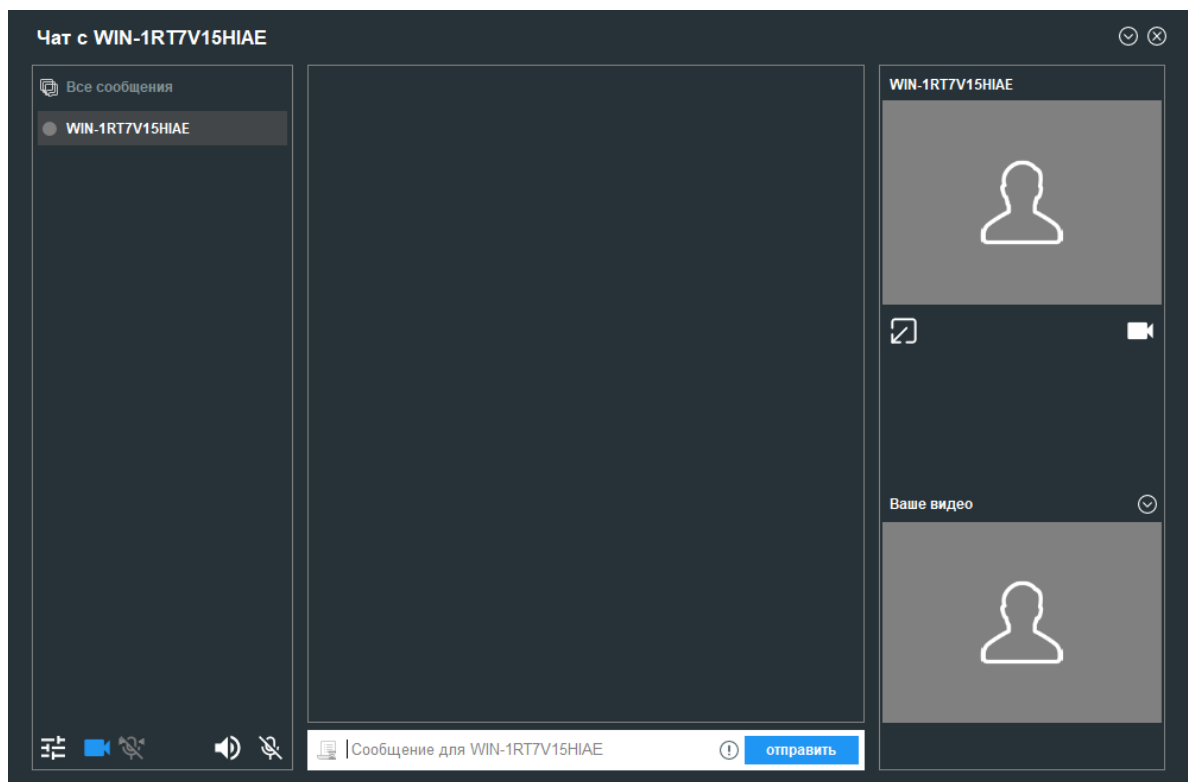 Чат с WIN-1RT7V15HIAE
Все сообщения
WIN-1RT7V15HIAE
WIN-1RT7V15HIAE
Ваше видео
Сообщение для WIN-1RT7V15HIAE
отправить